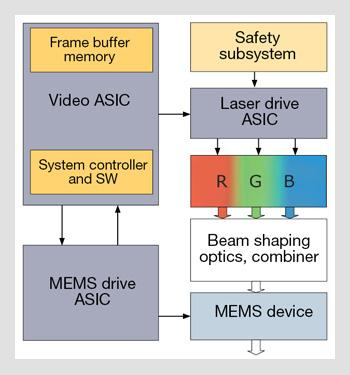 Frame buffer
memory
Video ASIC
System controller
and SW
MEMS drive
ASIC
Safety
subsystem
Laser drive
ASIC
R G B
Beam shaping
optics, combiner
MEMS device